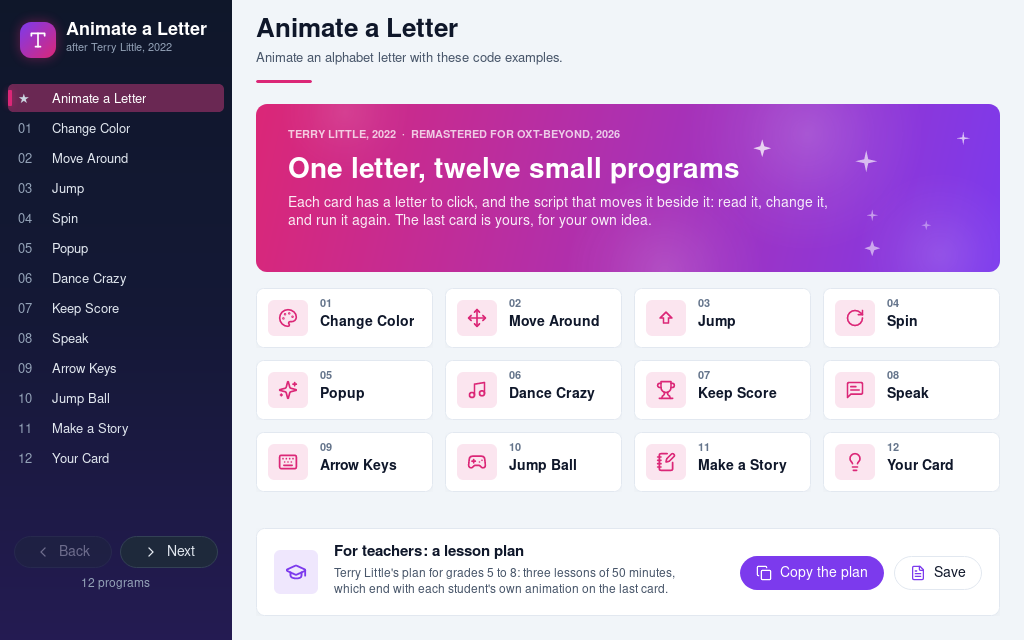 Animate a Letter
after Terry Little, 2022
★ Animate a Letter
01 Change Color
02 Move Around
03 Jump
04 Spin
05 Popup
06 Dance Crazy
07 Keep Score
08 Speak
09 Arrow Keys
10 Jump Ball
11 Make a Story
12 Your Card
Back
Next
12 programs
Animate a Letter
Animate an alphabet letter with these code examples.
TERRY LITTLE, 2022 · REMASTERED FOR OXT-BEYOND, 2026
One letter, twelve small programs
Each card has a letter to click, and the script that moves it beside it: read it, change it,
and run it again. The last card is yours, for your own idea.
01
Change Color
02
Move Around
03
Jump
04
Spin
05
Popup
06
Dance Crazy
07
Keep Score
08
Speak
09
Arrow Keys
10
Jump Ball
11
Make a Story
12
Your Card
For teachers: a lesson plan
Terry Little's plan for grades 5 to 8: three lessons of 50 minutes,
which end with each student's own animation on the last card.
Copy the plan
Save